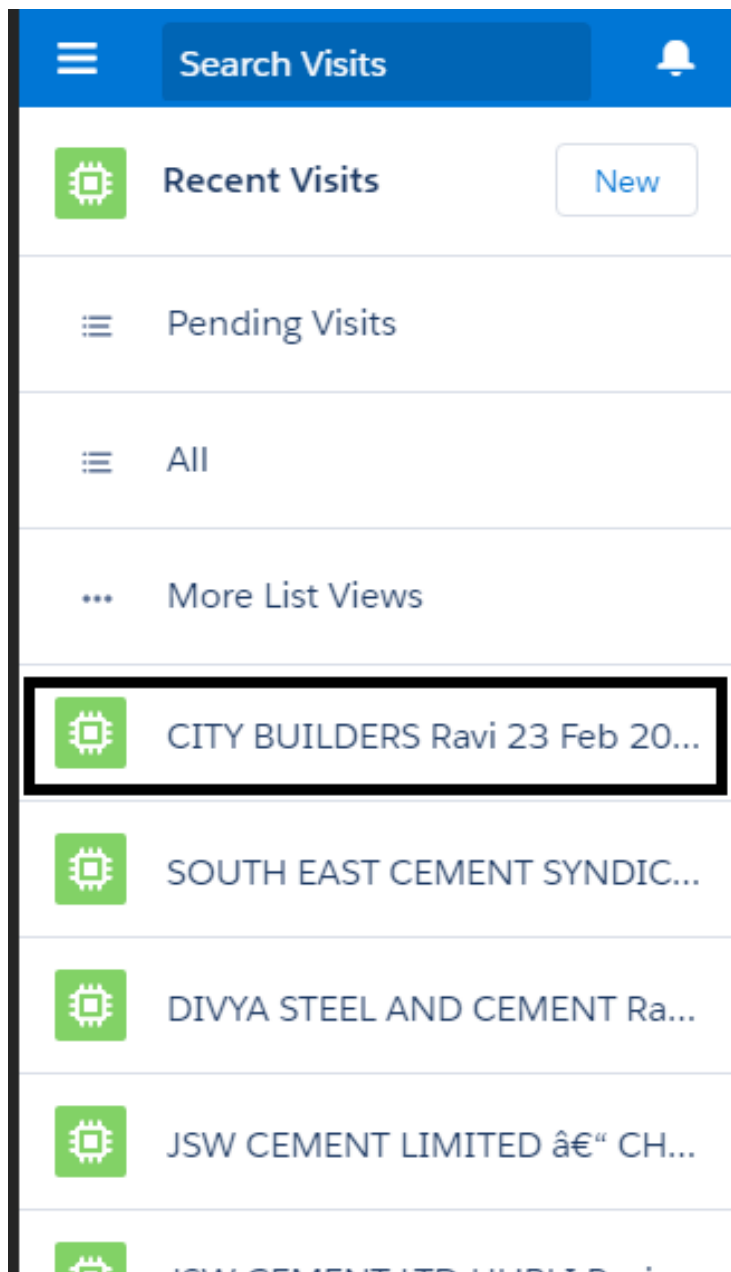 Search Visits
Recent Visits
New
Pending Visits
All
More List Views
CITY BUILDERS Ravi 23 Feb 20...
SOUTH EAST CEMENT SYNDIC...
DIVYA STEEL AND CEMENT Ra...
JSW CEMENT LIMITED â€“ CH...